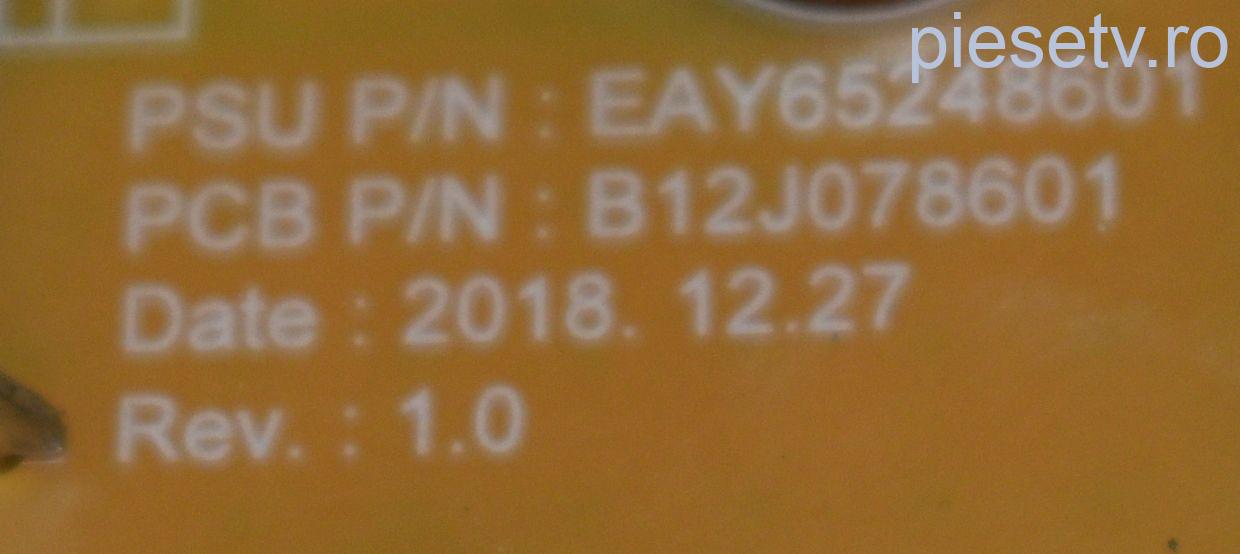 piesetv.ro
PSU P/N : EAY65248601
PCB P/N : B12J078601
Date : 2018. 12.27
Rev. : 1.0